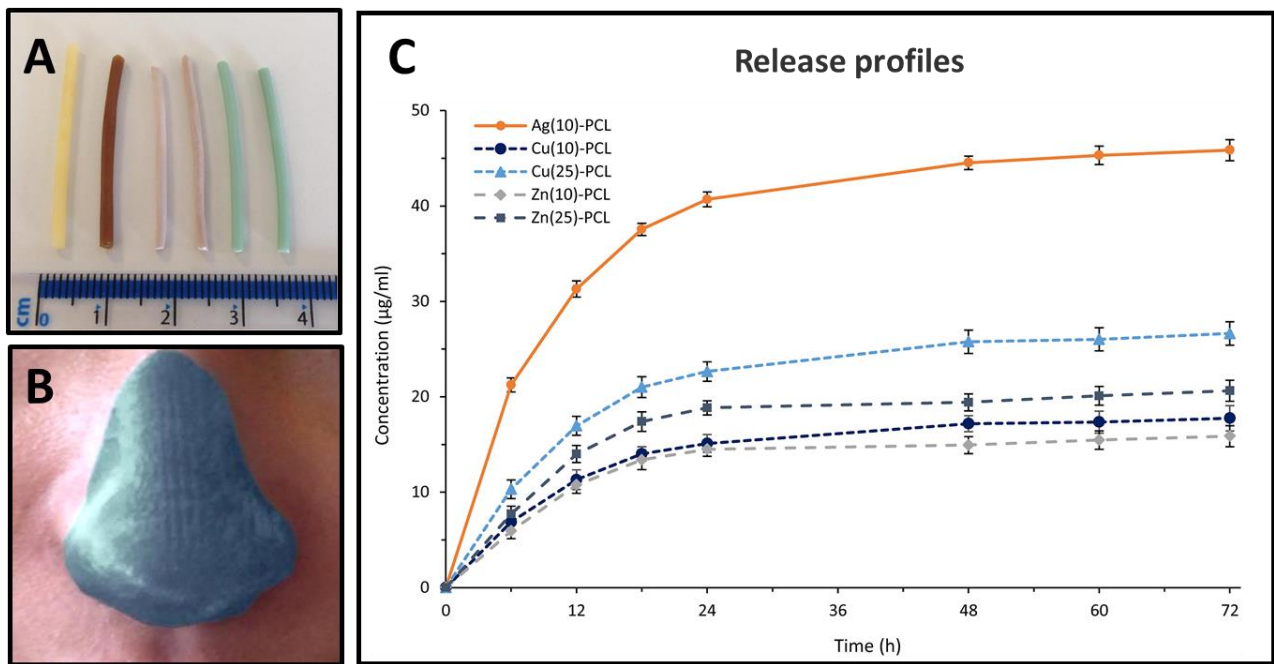 A
cm
0 1 2 3 4
B
C
Release profiles
Ag(10)-PCL
Cu(10)-PCL
Cu(25)-PCL
Zn(10)-PCL
Zn(25)-PCL
Concentration (µg/ml)
50
40
30
20
10
0
0 12 24 36 48 60 72
Time (h)